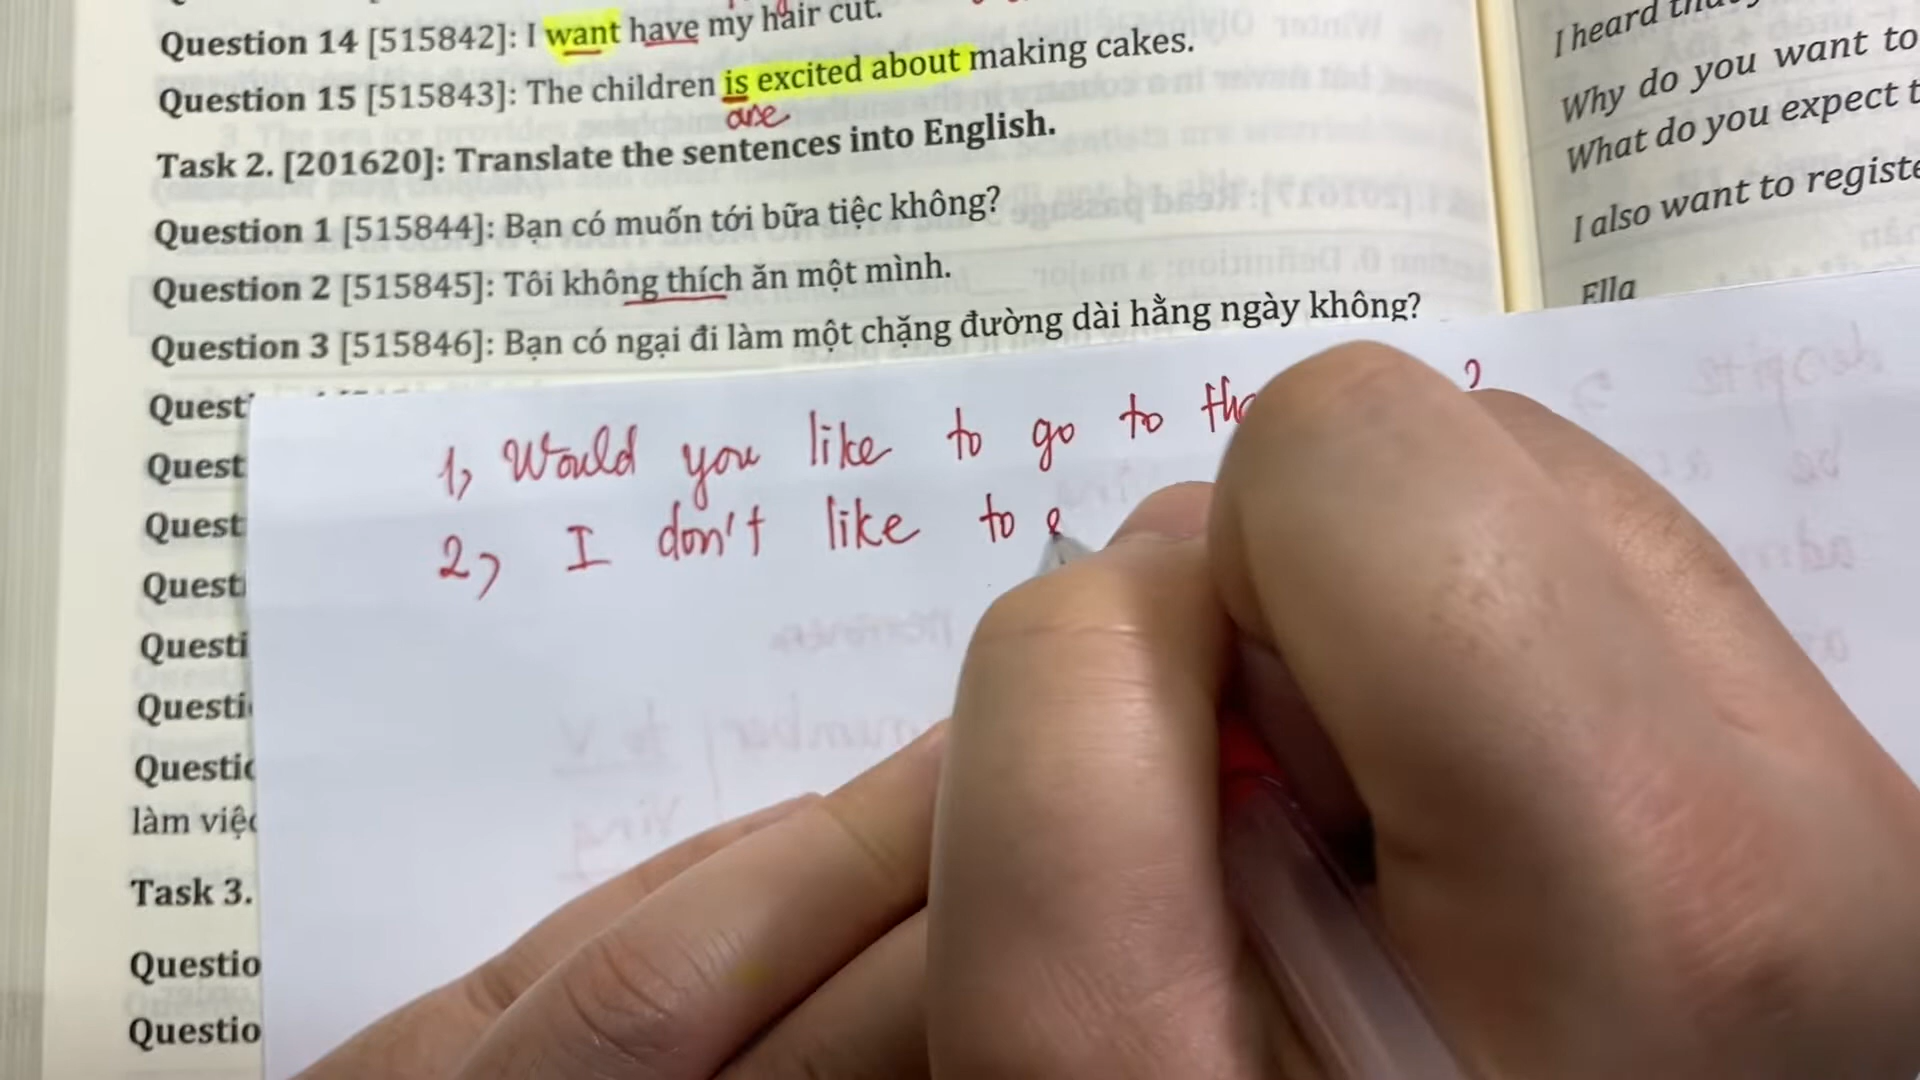 Question 14 [515842]: I want have my hair cut.
Question 15 [515843]: The children is excited about making cakes.
are
Task 2. [201620]: Translate the sentences into English.
Question 1 [515844]: Bạn có muốn tới bữa tiệc không?
Question 2 [515845]: Tôi không thích ăn một mình.
Question 3 [515846]: Bạn có ngại đi làm một chặng đường dài hằng ngày không?
Quest
Quest
Quest
Quest
Questi
Questi
Questio
làm việc
Task 3.
Questio
Questio
1, Would you like to go to the ?
2, I don't like to e
I heard
Why do you want to
What do you expect t
I also want to registe
Ella